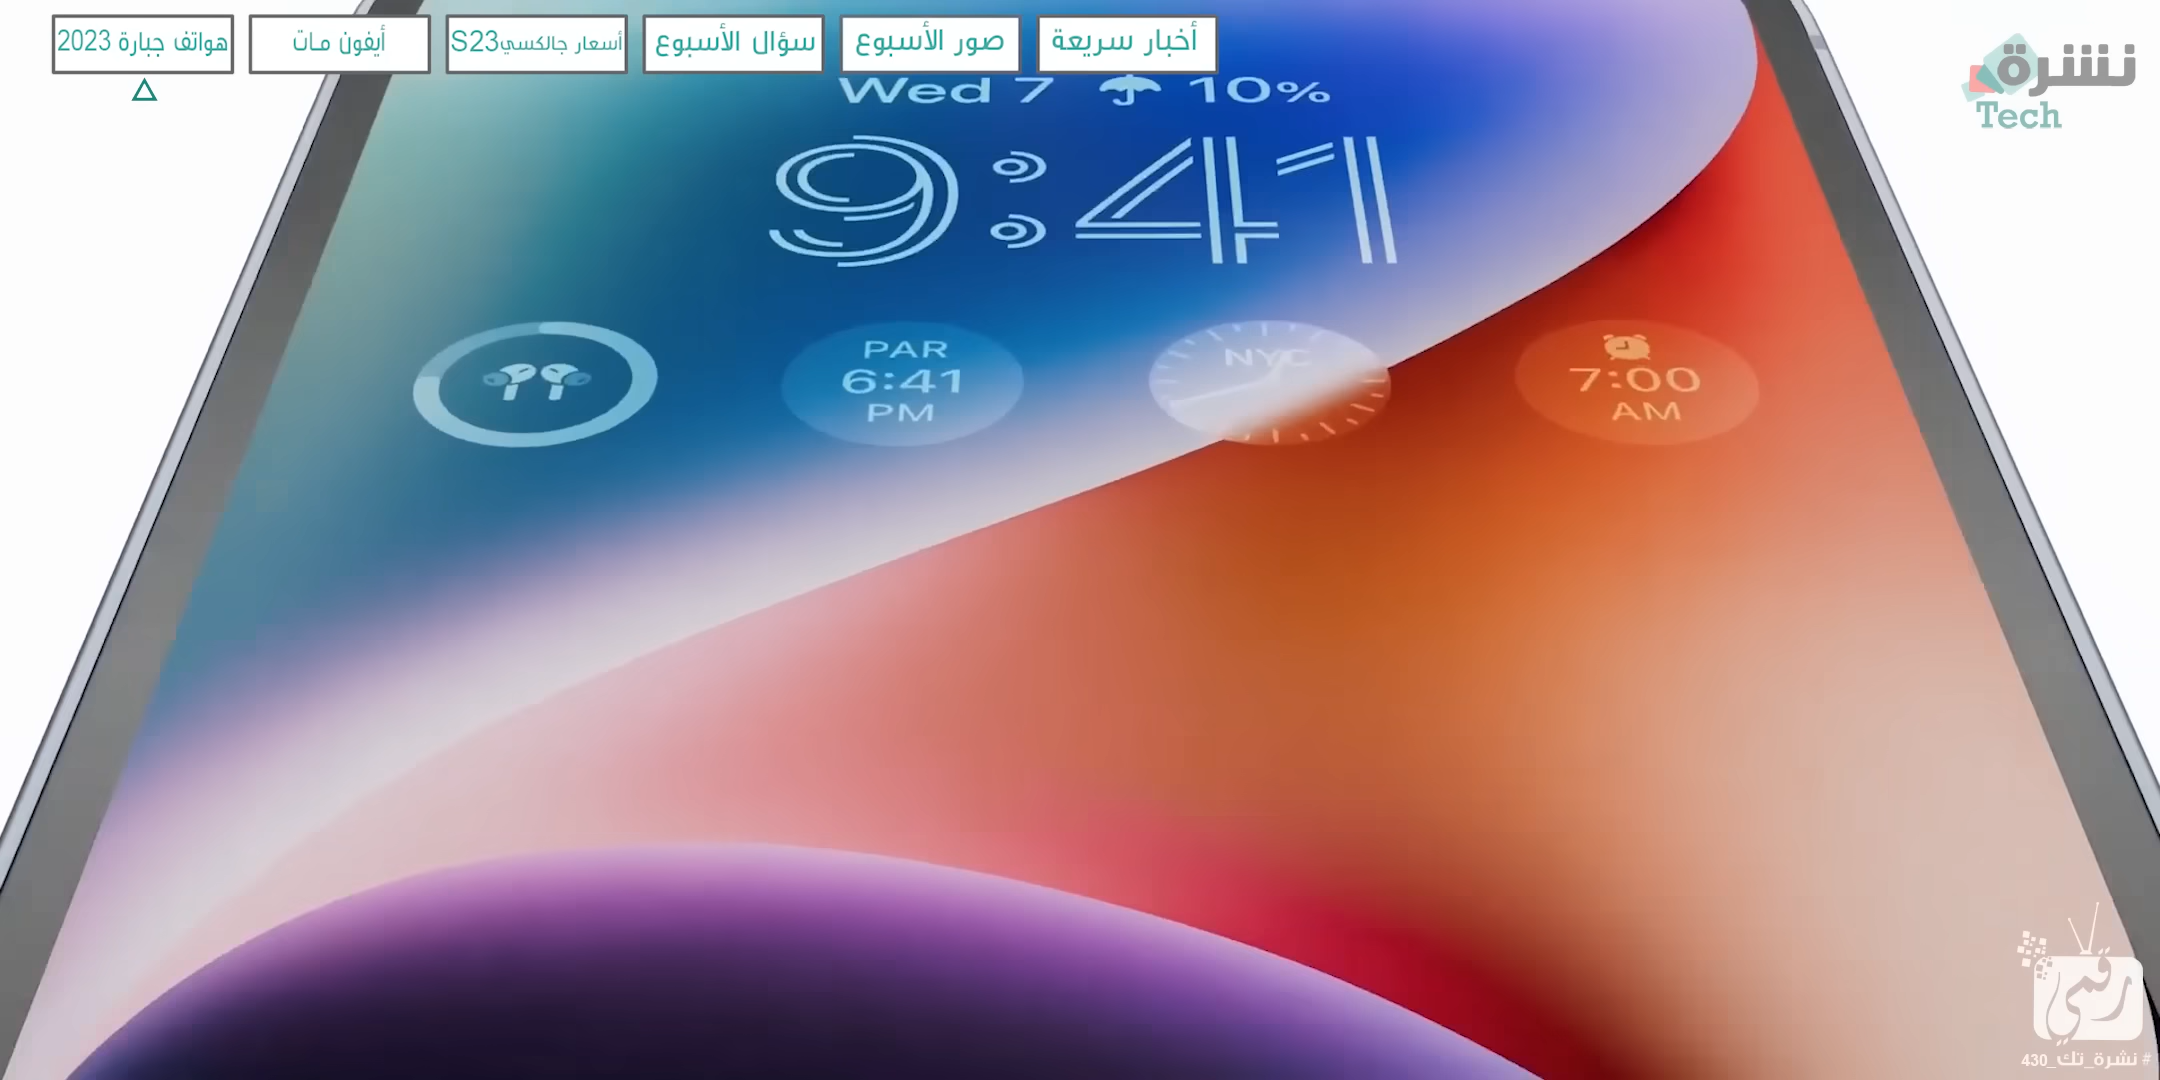 أخبار سريعة
صور الأسبوع
سؤال الأسبوع
أسعار جالكسيS23
أيفون مات
هواتف جبارة 2023
نشرة
Tech
Wed 7 10%
9:41
PAR
6:41
PM
NYC
7:00
AM
رقمي
# نشرة_تك_430